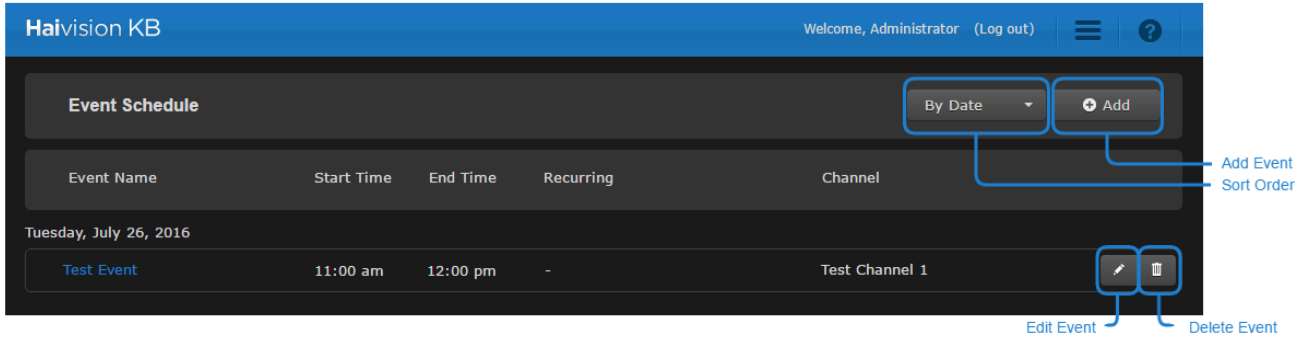 Haivision KB
Welcome, Administrator (Log out)
?
Event Schedule
By Date
Add
Add Event
Sort Order
Event Name Start Time End Time Recurring Channel
Tuesday, July 26, 2016
Test Event 11:00 am 12:00 pm - Test Channel 1
Edit Event
Delete Event